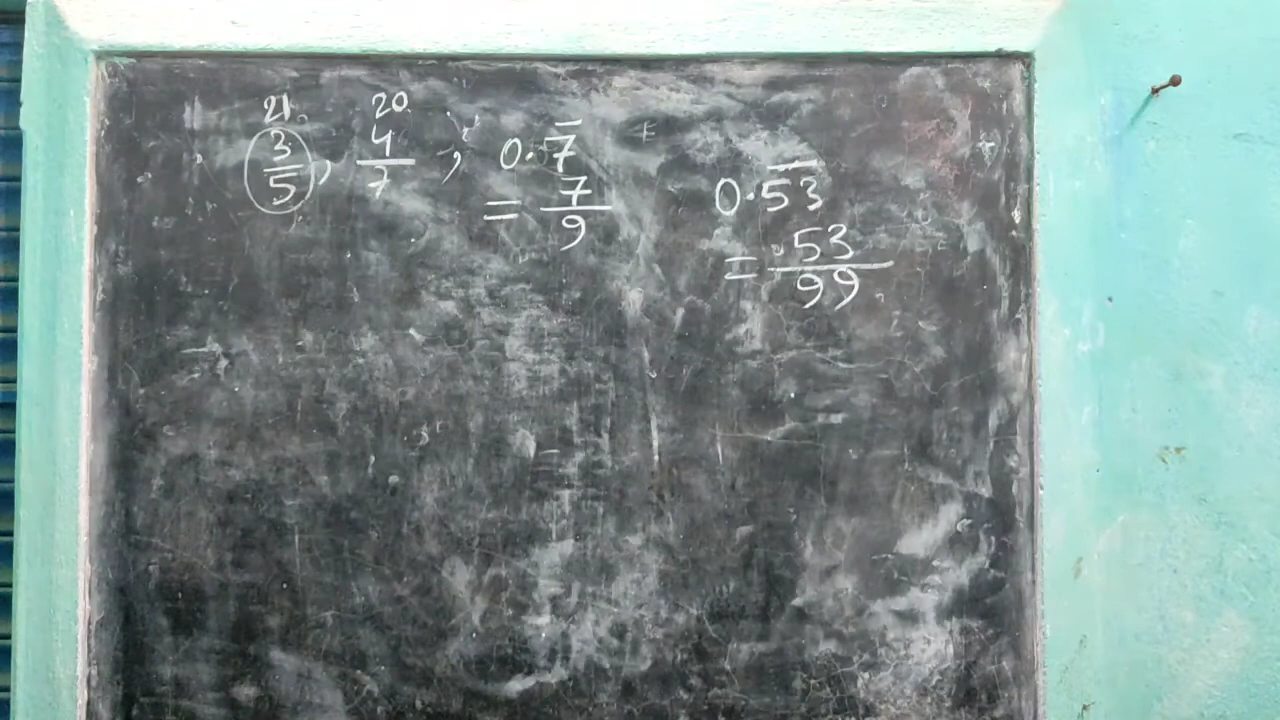 21 20
3/5 , 4/7 ; 0.7̅
= 7/9
0.5̅3̅
= 53/99